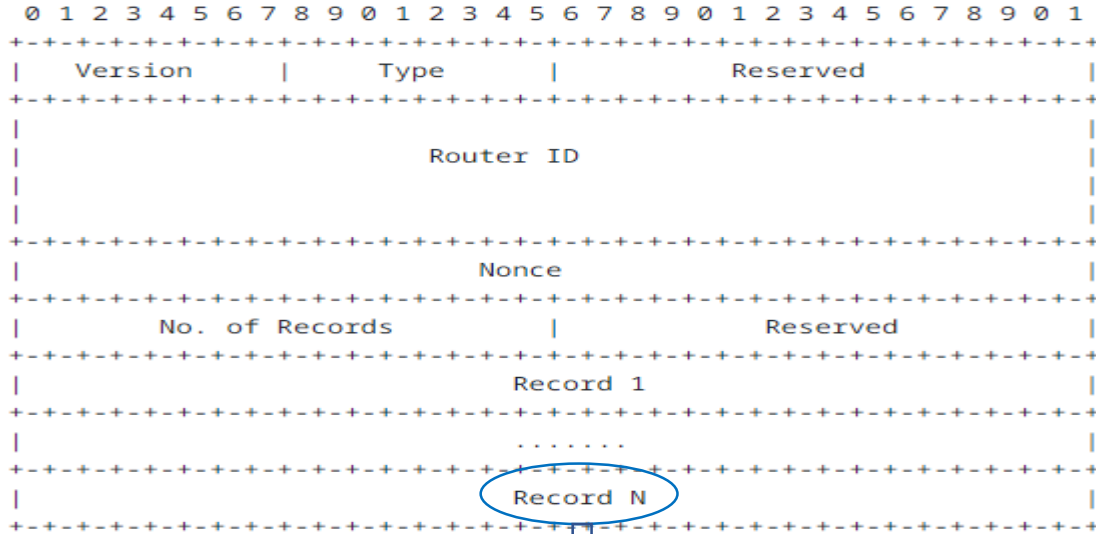 0 1 2 3 4 5 6 7 8 9 0 1 2 3 4 5 6 7 8 9 0 1 2 3 4 5 6 7 8 9 0 1
+-+-+-+-+-+-+-+-+-+-+-+-+-+-+-+-+-+-+-+-+-+-+-+-+-+-+-+-+-+-+-+-+
| Version | Type | Reserved |
+-+-+-+-+-+-+-+-+-+-+-+-+-+-+-+-+-+-+-+-+-+-+-+-+-+-+-+-+-+-+-+-+
| |
| Router ID |
| |
| |
+-+-+-+-+-+-+-+-+-+-+-+-+-+-+-+-+-+-+-+-+-+-+-+-+-+-+-+-+-+-+-+-+
| Nonce |
+-+-+-+-+-+-+-+-+-+-+-+-+-+-+-+-+-+-+-+-+-+-+-+-+-+-+-+-+-+-+-+-+
| No. of Records | Reserved |
+-+-+-+-+-+-+-+-+-+-+-+-+-+-+-+-+-+-+-+-+-+-+-+-+-+-+-+-+-+-+-+-+
| Record 1 |
+-+-+-+-+-+-+-+-+-+-+-+-+-+-+-+-+-+-+-+-+-+-+-+-+-+-+-+-+-+-+-+-+
| ....... |
+-+-+-+-+-+-+-+-+-+-+-+-+-+-+-+-+-+-+-+-+-+-+-+-+-+-+-+-+-+-+-+-+
| Record N |
+-+-+-+-+-+-+-+-+-+-+-+-+-+-+-+-+-+-+-+-+-+-+-+-+-+-+-+-+-+-+-+-+